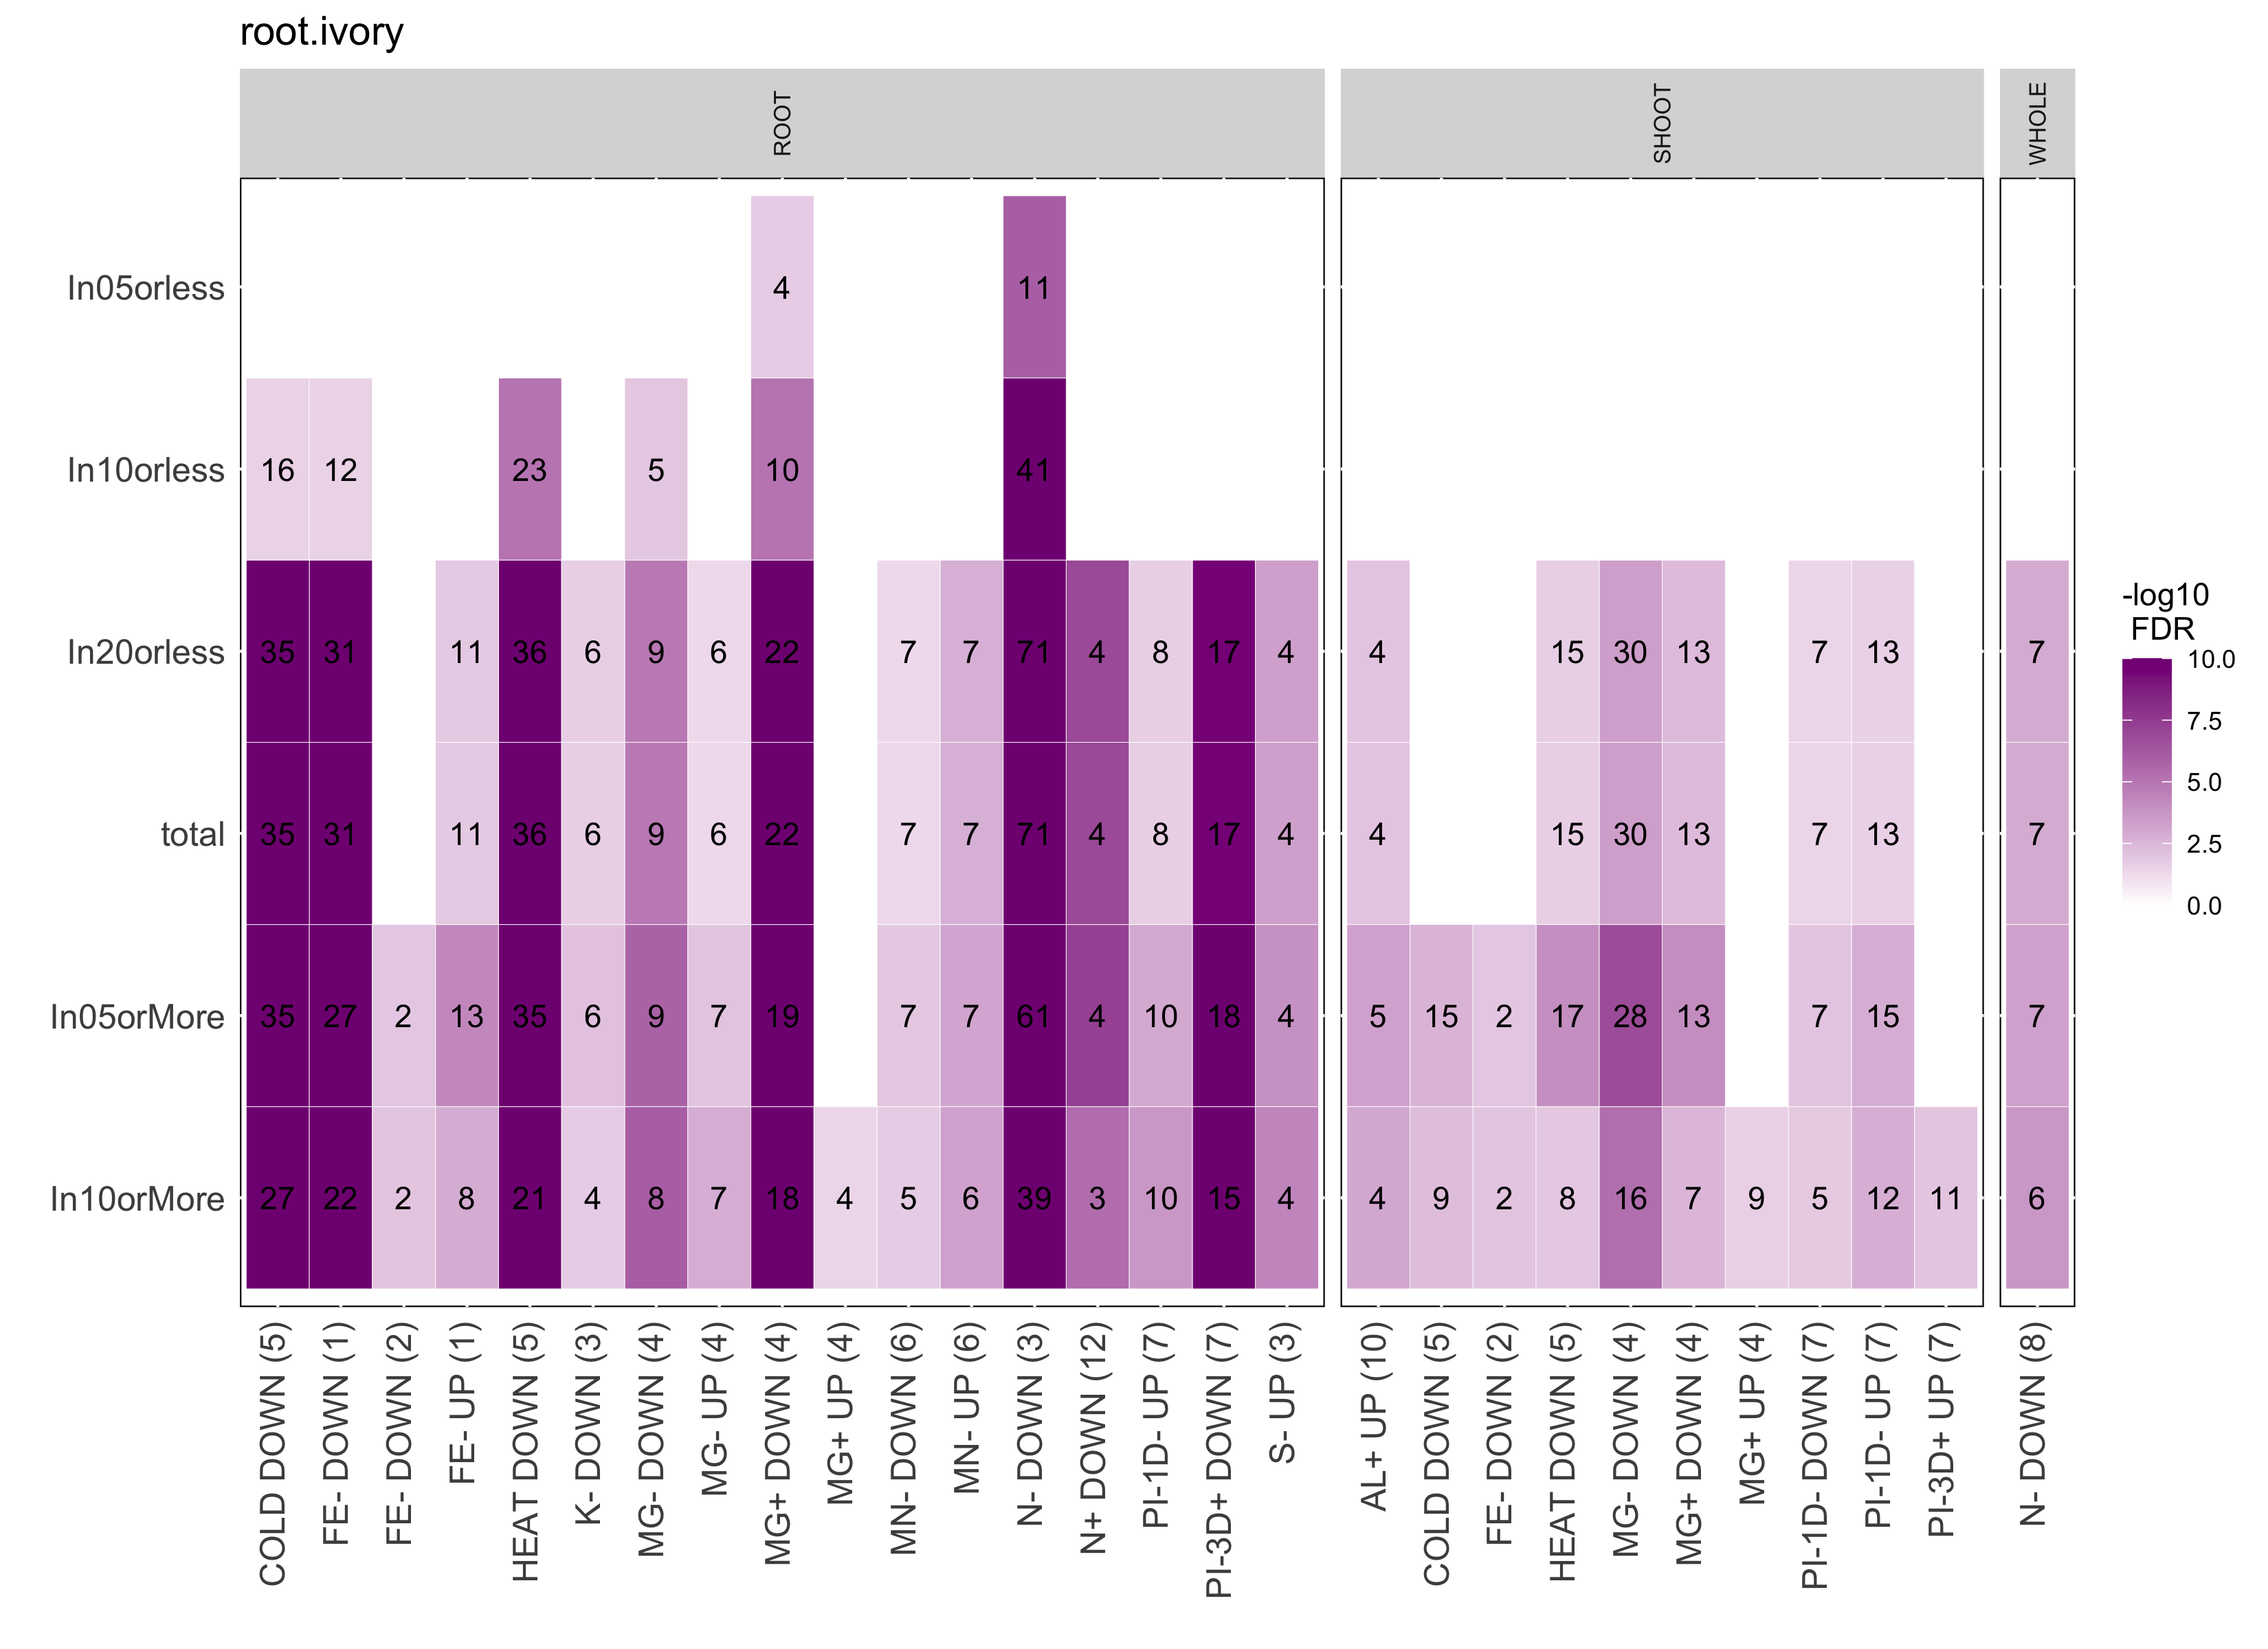 root.ivory
ROOT SHOOT WHOLE
In05orless 4 11
In10orless 16 12 23 5 10 41
In20orless 35 31 11 36 6 9 6 22 7 7 71 4 8 17 4 4 15 30 13 7 13 7
total 35 31 11 36 6 9 6 22 7 7 71 4 8 17 4 4 15 30 13 7 13 7
In05orMore 35 27 2 13 35 6 9 7 19 7 7 61 4 10 18 4 5 15 2 17 28 13 7 15 7
In10orMore 27 22 2 8 21 4 8 7 18 4 5 6 39 3 10 15 4 4 9 2 8 16 7 9 5 12 11 6
COLD DOWN (5)
FE- DOWN (1)
FE- DOWN (2)
FE- UP (1)
HEAT DOWN (5)
K- DOWN (3)
MG- DOWN (4)
MG- UP (4)
MG+ DOWN (4)
MG+ UP (4)
MN- DOWN (6)
MN- UP (6)
N- DOWN (3)
N+ DOWN (12)
PI-1D- UP (7)
PI-3D+ DOWN (7)
S- UP (3)
AL+ UP (10)
COLD DOWN (5)
FE- DOWN (2)
HEAT DOWN (5)
MG- DOWN (4)
MG+ DOWN (4)
MG+ UP (4)
PI-1D- DOWN (7)
PI-1D- UP (7)
PI-3D+ UP (7)
N- DOWN (8)
-log10
FDR
10.0
7.5
5.0
2.5
0.0